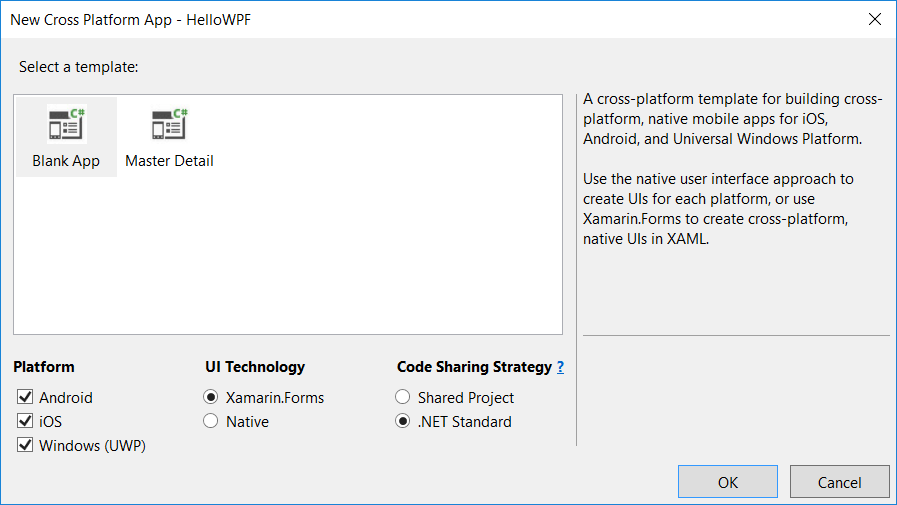 New Cross Platform App - HelloWPF
Select a template:
C#
Blank App
C#
Master Detail
A cross-platform template for building cross-
platform, native mobile apps for iOS,
Android, and Universal Windows Platform.
Use the native user interface approach to
create UIs for each platform, or use
Xamarin.Forms to create cross-platform,
native UIs in XAML.
Platform
Android
iOS
Windows (UWP)
UI Technology
Xamarin.Forms
Native
Code Sharing Strategy ?
Shared Project
.NET Standard
OK
Cancel